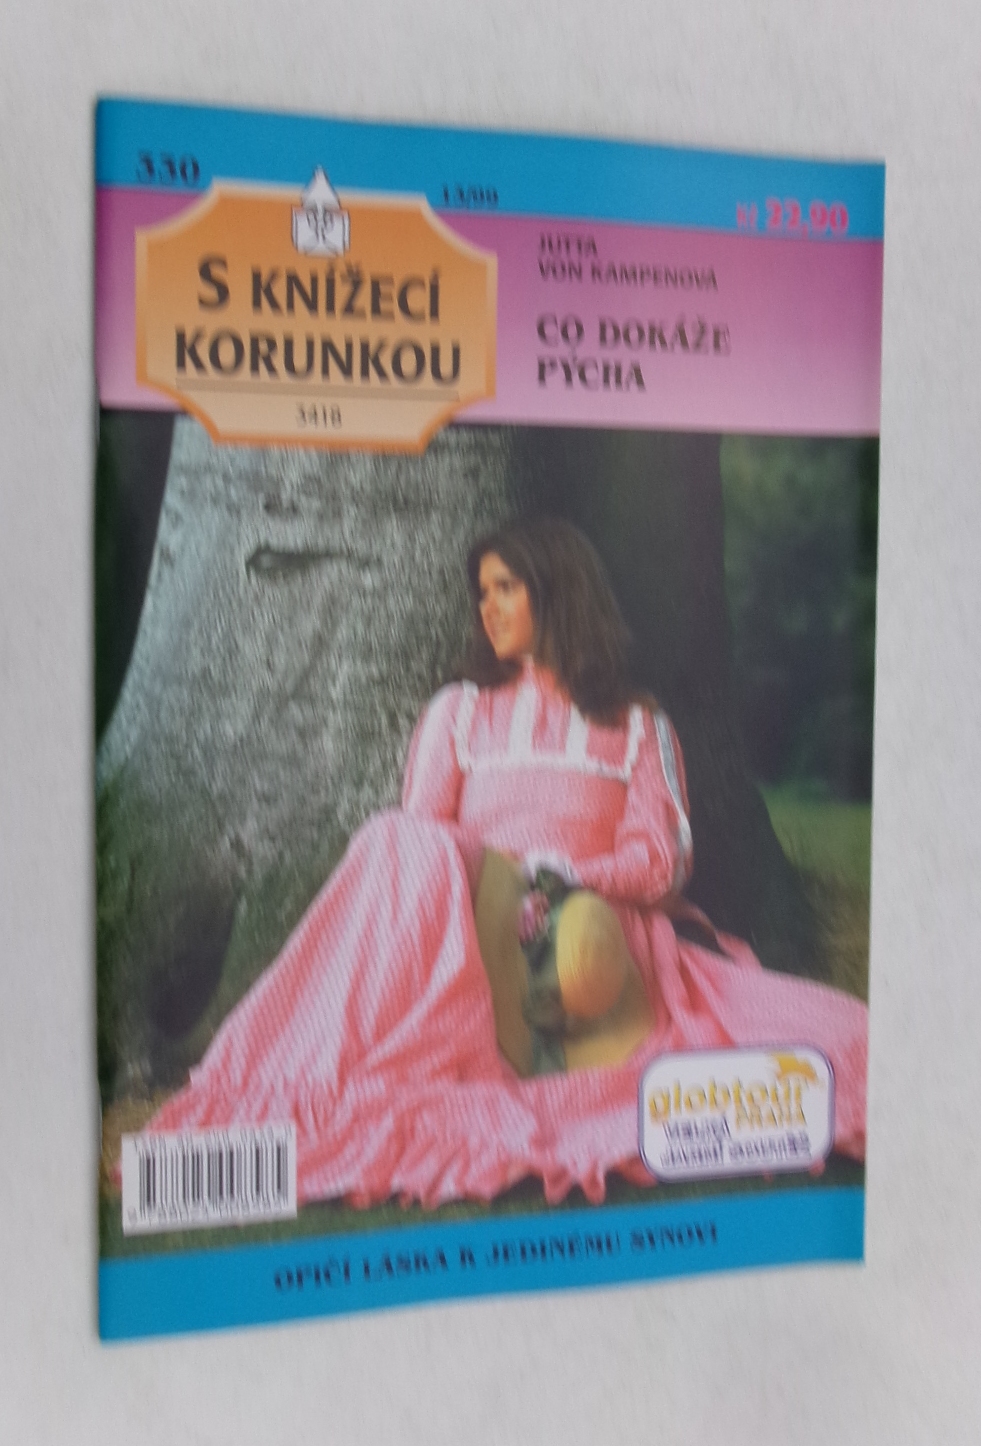 330
13/99
Kč 22,90
S KNÍŽECÍ
KORUNKOU
3418
JUTTA
VON KAMPENOVÁ
CO DOKÁŽE
PÝCHA
globtour
PRAHA
OPIČÍ LÁSKA K JEDINÉMU SYNOVI